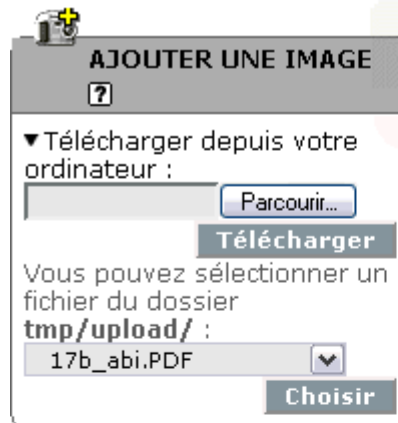 AJOUTER UNE IMAGE
?
▼Télécharger depuis votre
ordinateur :
Parcourir...
Télécharger
Vous pouvez sélectionner un
fichier du dossier
tmp/upload/ :
17b_abi.PDF
Choisir